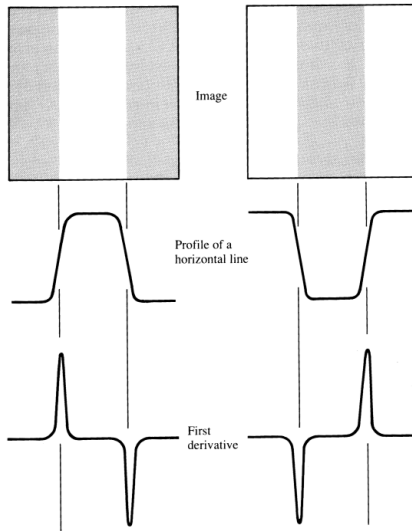 Image
Profile of a
horizontal line
First
derivative